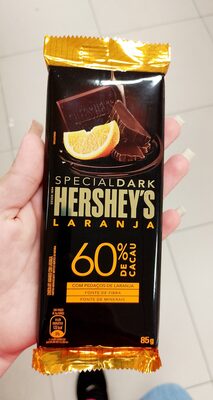 SPECIAL DARK
HERSHEY'S
LARANJA
60%
DE CACAU
COM PEDAÇOS DE LARANJA
FONTE DE FIBRA
FONTE DE MINERAIS
85g